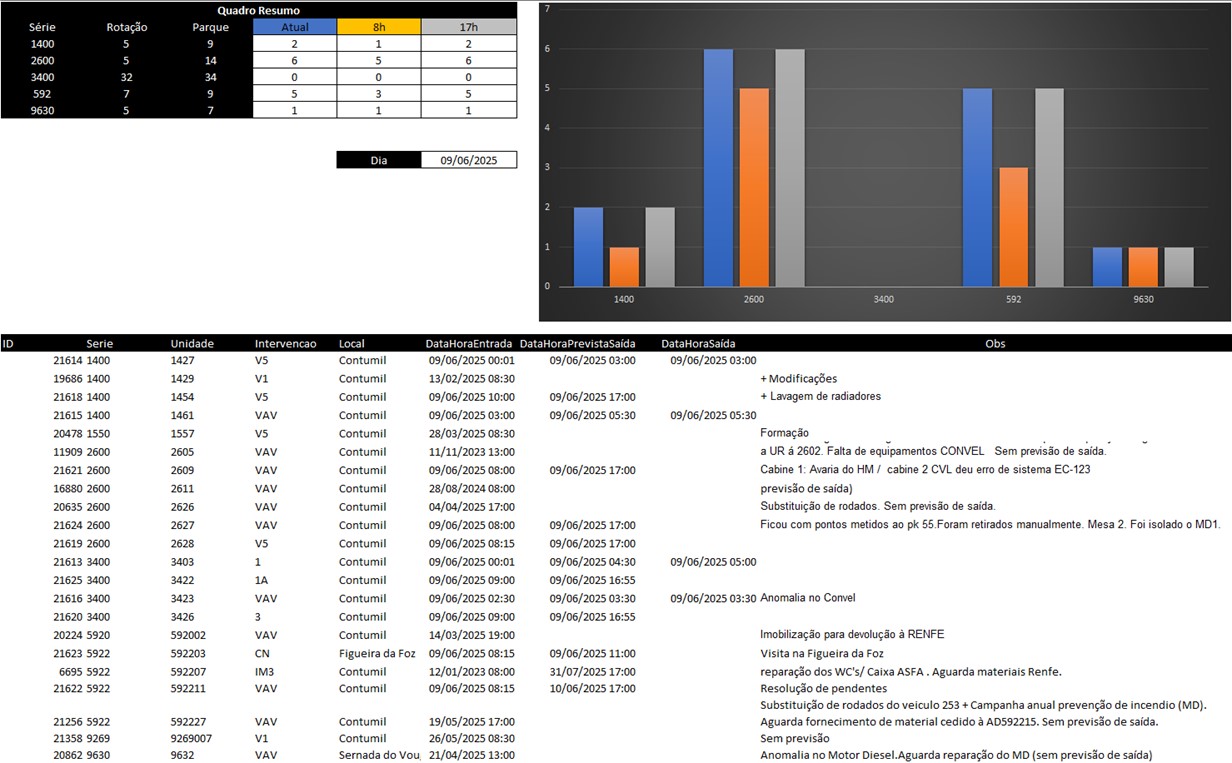 Quadro Resumo
Série Rotação Parque Atual 8h 17h
1400 5 9 2 1 2
2600 5 14 6 5 6
3400 32 34 0 0 0
592 7 9 5 3 5
9630 5 7 1 1 1
Dia 09/06/2025
7
6
5
4
3
2
1
0
1400 2600 3400 592 9630
ID Serie Unidade Intervencao Local DataHoraEntrada DataHoraPrevistaSaída DataHoraSaída Obs
21614 1400 1427 V5 Contumil 09/06/2025 00:01 09/06/2025 03:00 09/06/2025 03:00
19686 1400 1429 V1 Contumil 13/02/2025 08:30 + Modificações
21618 1400 1454 V5 Contumil 09/06/2025 10:00 09/06/2025 17:00 + Lavagem de radiadores
21615 1400 1461 VAV Contumil 09/06/2025 03:00 09/06/2025 05:30 09/06/2025 05:30
20478 1550 1557 V5 Contumil 28/03/2025 08:30 Formação
11909 2600 2605 VAV Contumil 11/11/2023 13:00 a UR á 2602. Falta de equipamentos CONVEL Sem previsão de saída.
21621 2600 2609 VAV Contumil 09/06/2025 08:00 09/06/2025 17:00 Cabine 1: Avaria do HM / cabine 2 CVL deu erro de sistema EC-123
16880 2600 2611 VAV Contumil 28/08/2024 08:00 previsão de saída)
20635 2600 2626 VAV Contumil 04/04/2025 17:00 Substituição de rodados. Sem previsão de saída.
21624 2600 2627 VAV Contumil 09/06/2025 08:00 09/06/2025 17:00 Ficou com pontos metidos ao pk 55.Foram retirados manualmente. Mesa 2. Foi isolado o MD1.
21619 2600 2628 V5 Contumil 09/06/2025 08:15 09/06/2025 17:00
21613 3400 3403 1 Contumil 09/06/2025 00:01 09/06/2025 04:30 09/06/2025 05:00
21625 3400 3422 1A Contumil 09/06/2025 09:00 09/06/2025 16:55
21616 3400 3423 VAV Contumil 09/06/2025 02:30 09/06/2025 03:30 09/06/2025 03:30 Anomalia no Convel
21620 3400 3426 3 Contumil 09/06/2025 09:00 09/06/2025 16:55
20224 5920 592002 VAV Contumil 14/03/2025 19:00 Imobilização para devolução à RENFE
21623 5922 592203 CN Figueira da Foz 09/06/2025 08:15 09/06/2025 11:00 Visita na Figueira da Foz
6695 5922 592207 IM3 Contumil 12/01/2023 08:00 31/07/2025 17:00 reparação dos WC's/ Caixa ASFA . Aguarda materiais Renfe.
21622 5922 592211 VAV Contumil 09/06/2025 08:15 10/06/2025 17:00 Resolução de pendentes
Substituição de rodados do veiculo 253 + Campanha anual prevenção de incendio (MD).
21256 5922 592227 VAV Contumil 19/05/2025 17:00 Aguarda fornecimento de material cedido à AD592215. Sem previsão de saída.
21358 9269 9269007 V1 Contumil 26/05/2025 08:30 Sem previsão
20862 9630 9632 VAV Sernada do Vou 21/04/2025 13:00 Anomalia no Motor Diesel.Aguarda reparação do MD (sem previsão de saída)